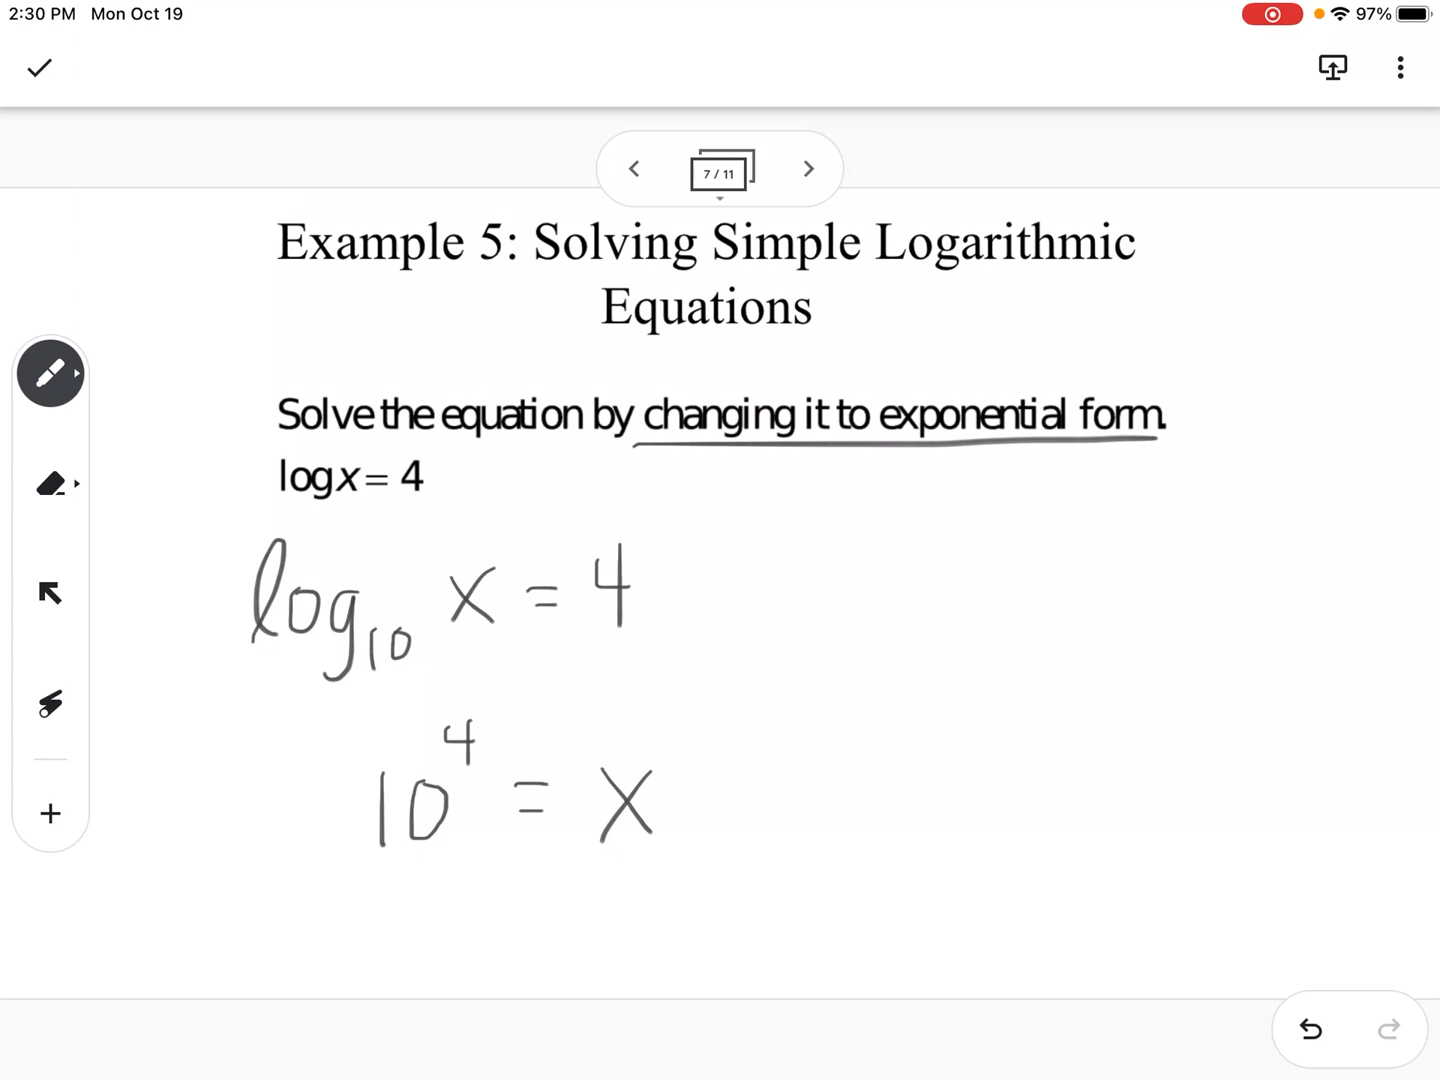 2:30 PM Mon Oct 19 97%
7 / 11
Example 5: Solving Simple Logarithmic
Equations
Solve the equation by changing it to exponential form.
log x = 4
log₁₀ x = 4
10⁴ = x